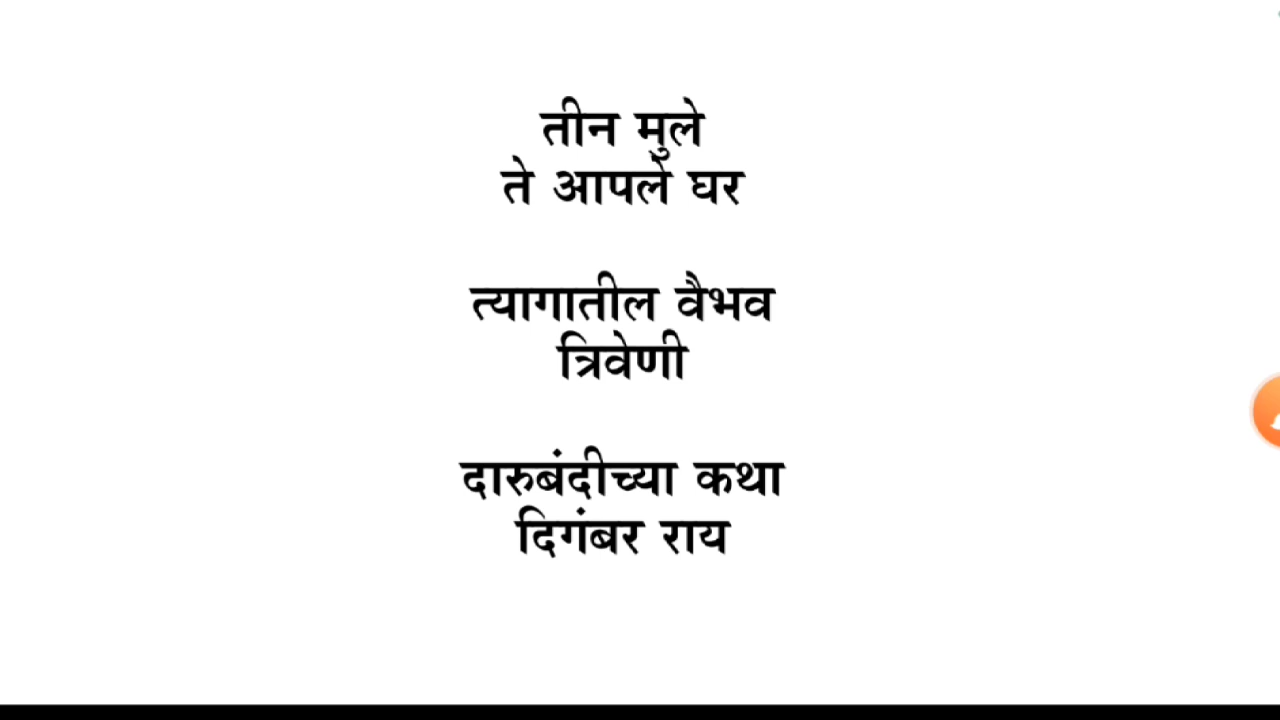 तीन मुले
ते आपले घर
त्यागातील वैभव
त्रिवेणी
दारुबंदीच्या कथा
दिगंबर राय